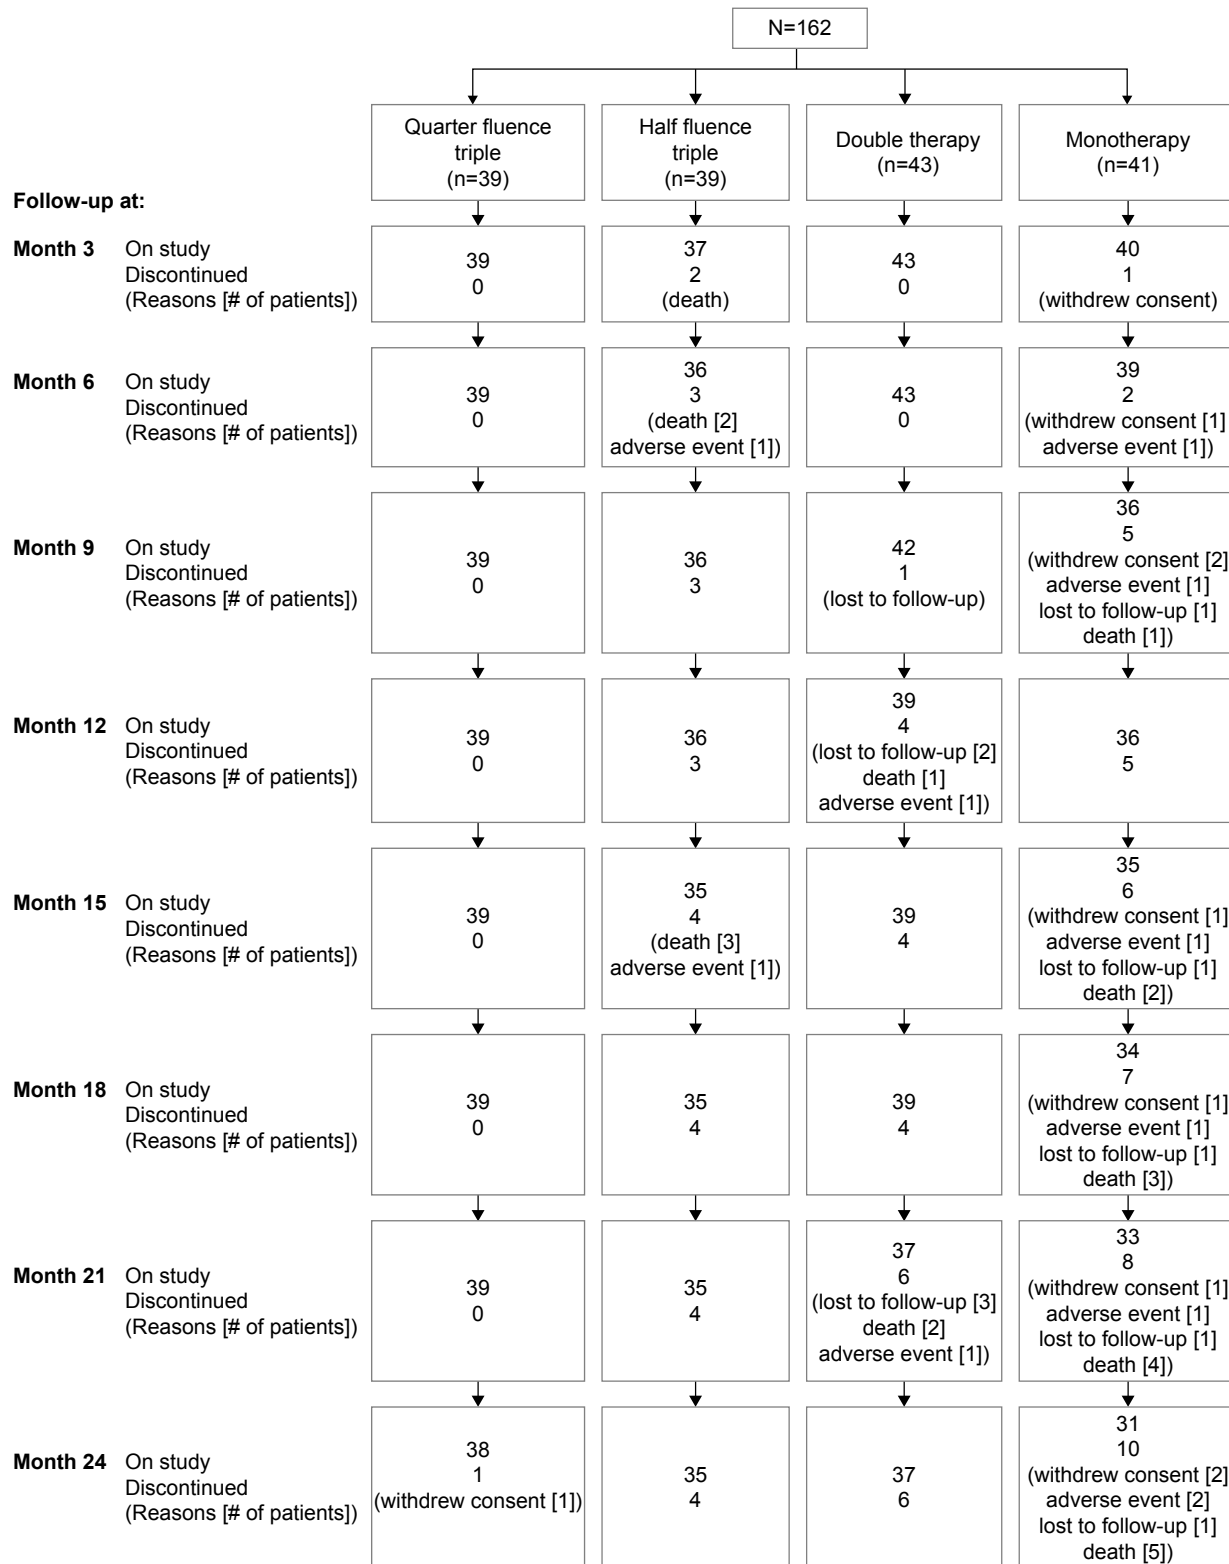 N=162
Quarter fluence
triple
(n=39)
Half fluence
triple
(n=39)
Double therapy
(n=43)
Monotherapy
(n=41)
Follow-up at:
Month 3 On study
Discontinued
(Reasons [# of patients])
39
0
37
2
(death)
43
0
40
1
(withdrew consent)
Month 6 On study
Discontinued
(Reasons [# of patients])
39
0
36
3
(death [2]
adverse event [1])
43
0
39
2
(withdrew consent [1]
adverse event [1])
Month 9 On study
Discontinued
(Reasons [# of patients])
39
0
36
3
42
1
(lost to follow-up)
36
5
(withdrew consent [2]
adverse event [1]
lost to follow-up [1]
death [1])
Month 12 On study
Discontinued
(Reasons [# of patients])
39
0
36
3
39
4
(lost to follow-up [2]
death [1]
adverse event [1])
36
5
Month 15 On study
Discontinued
(Reasons [# of patients])
39
0
35
4
(death [3]
adverse event [1])
39
4
35
6
(withdrew consent [1]
adverse event [1]
lost to follow-up [1]
death [2])
Month 18 On study
Discontinued
(Reasons [# of patients])
39
0
35
4
39
4
34
7
(withdrew consent [1]
adverse event [1]
lost to follow-up [1]
death [3])
Month 21 On study
Discontinued
(Reasons [# of patients])
39
0
35
4
37
6
(lost to follow-up [3]
death [2]
adverse event [1])
33
8
(withdrew consent [1]
adverse event [1]
lost to follow-up [1]
death [4])
Month 24 On study
Discontinued
(Reasons [# of patients])
38
1
(withdrew consent [1])
35
4
37
6
31
10
(withdrew consent [2]
adverse event [2]
lost to follow-up [1]
death [5])